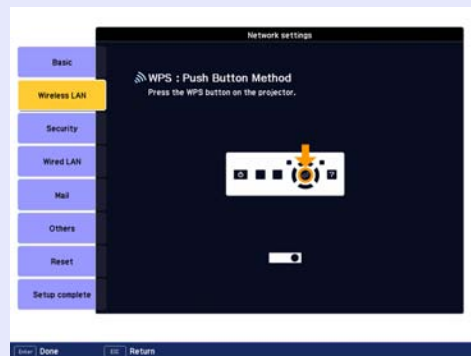 Network settings
Basic
Wireless LAN
Security
Wired LAN
Mail
Others
Reset
Setup complete
WPS : Push Button Method
Press the WPS button on the projector.
?
Enter Done
ESC Return